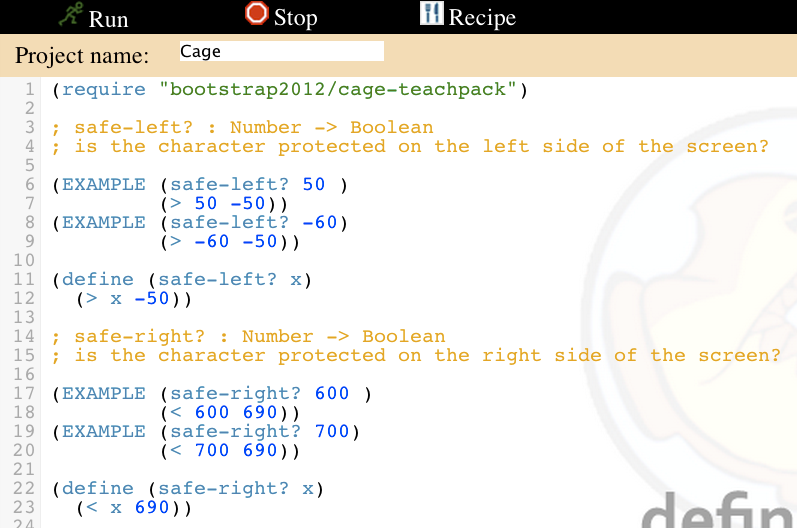 Run Stop Recipe
Project name: Cage
1 (require "bootstrap2012/cage-teachpack")
2
3 ; safe-left? : Number -> Boolean
4 ; is the character protected on the left side of the screen?
5
6 (EXAMPLE (safe-left? 50 )
7          (> 50 -50))
8 (EXAMPLE (safe-left? -60)
9          (> -60 -50))
10
11 (define (safe-left? x)
12   (> x -50))
13
14 ; safe-right? : Number -> Boolean
15 ; is the character protected on the right side of the screen?
16
17 (EXAMPLE (safe-right? 600 )
18          (< 600 690))
19 (EXAMPLE (safe-right? 700)
20          (< 700 690))
21
22 (define (safe-right? x)
23   (< x 690))
24
defin